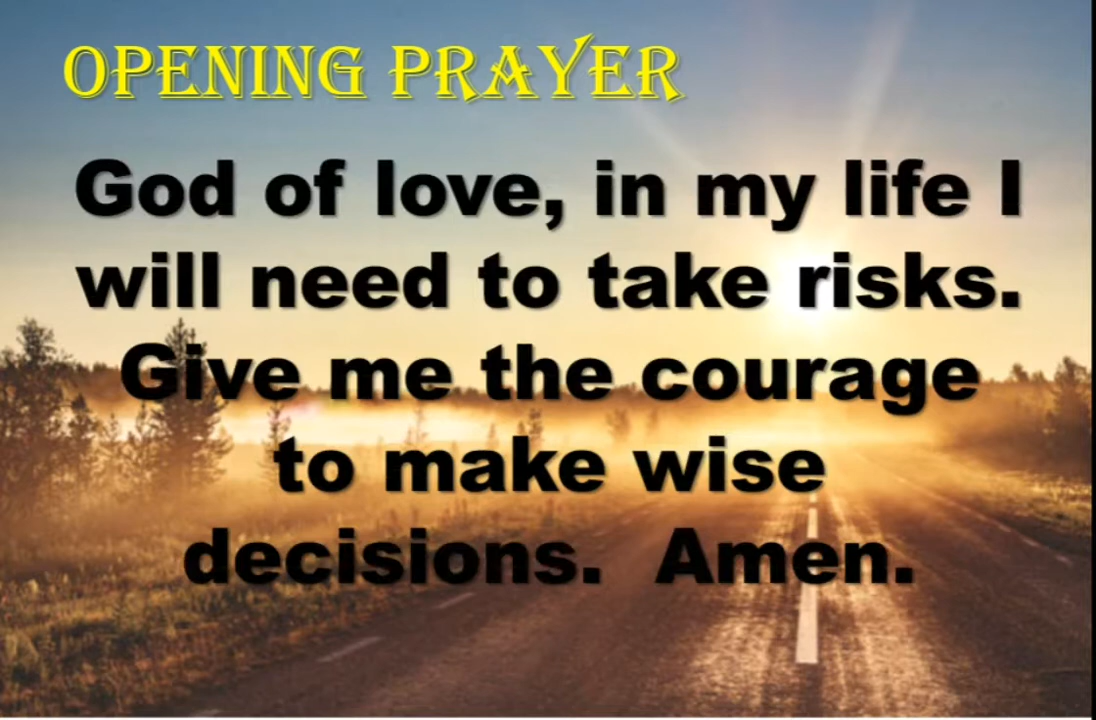 OPENING PRAYER
God of love, in my life I
will need to take risks.
Give me the courage
to make wise
decisions.  Amen.